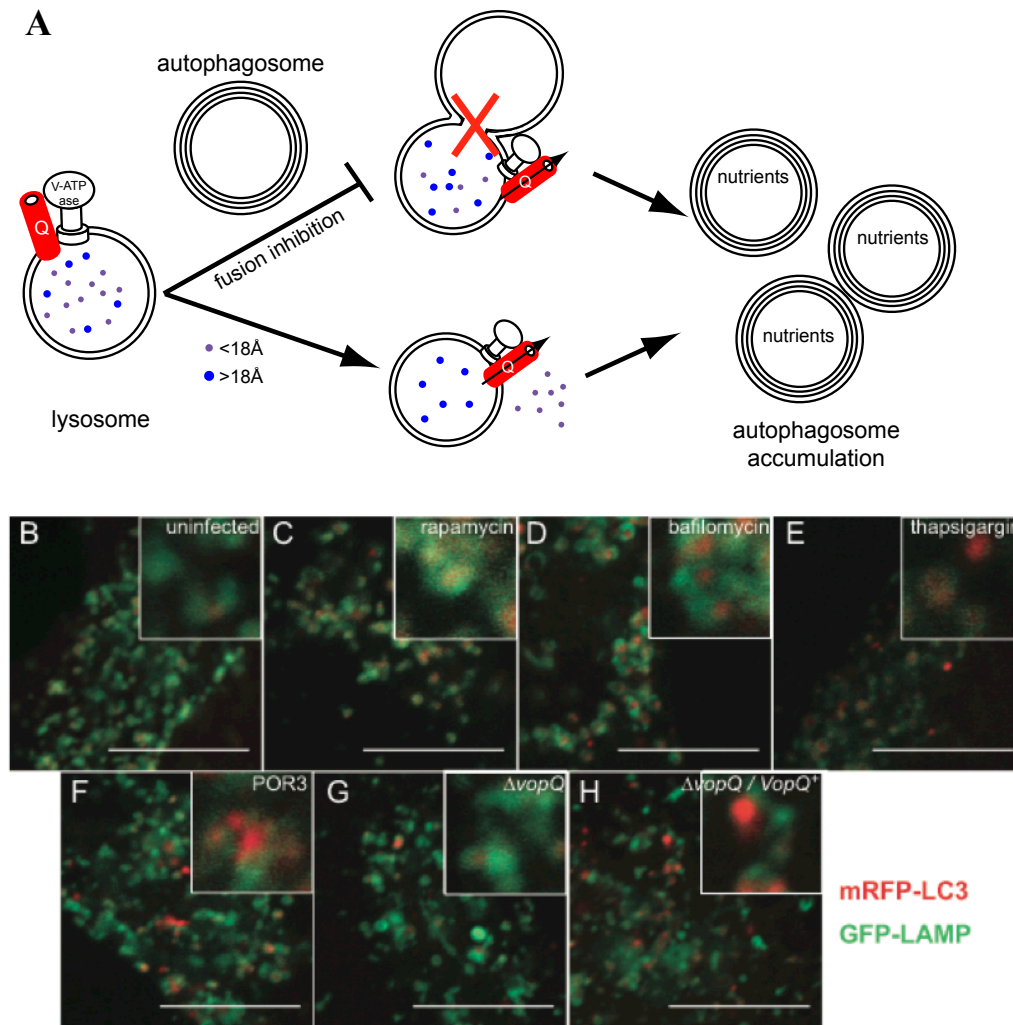 A
autophagosome
V-ATP
ase
Q
Q
fusion inhibition
<18Å
>18Å
lysosome
Q
nutrients
nutrients
nutrients
autophagosome
accumulation
B
uninfected
C
rapamycin
D
bafilomycin
E
thapsigargin
F
POR3
G
ΔvopQ
H
ΔvopQ / VopQ⁺
mRFP-LC3
GFP-LAMP